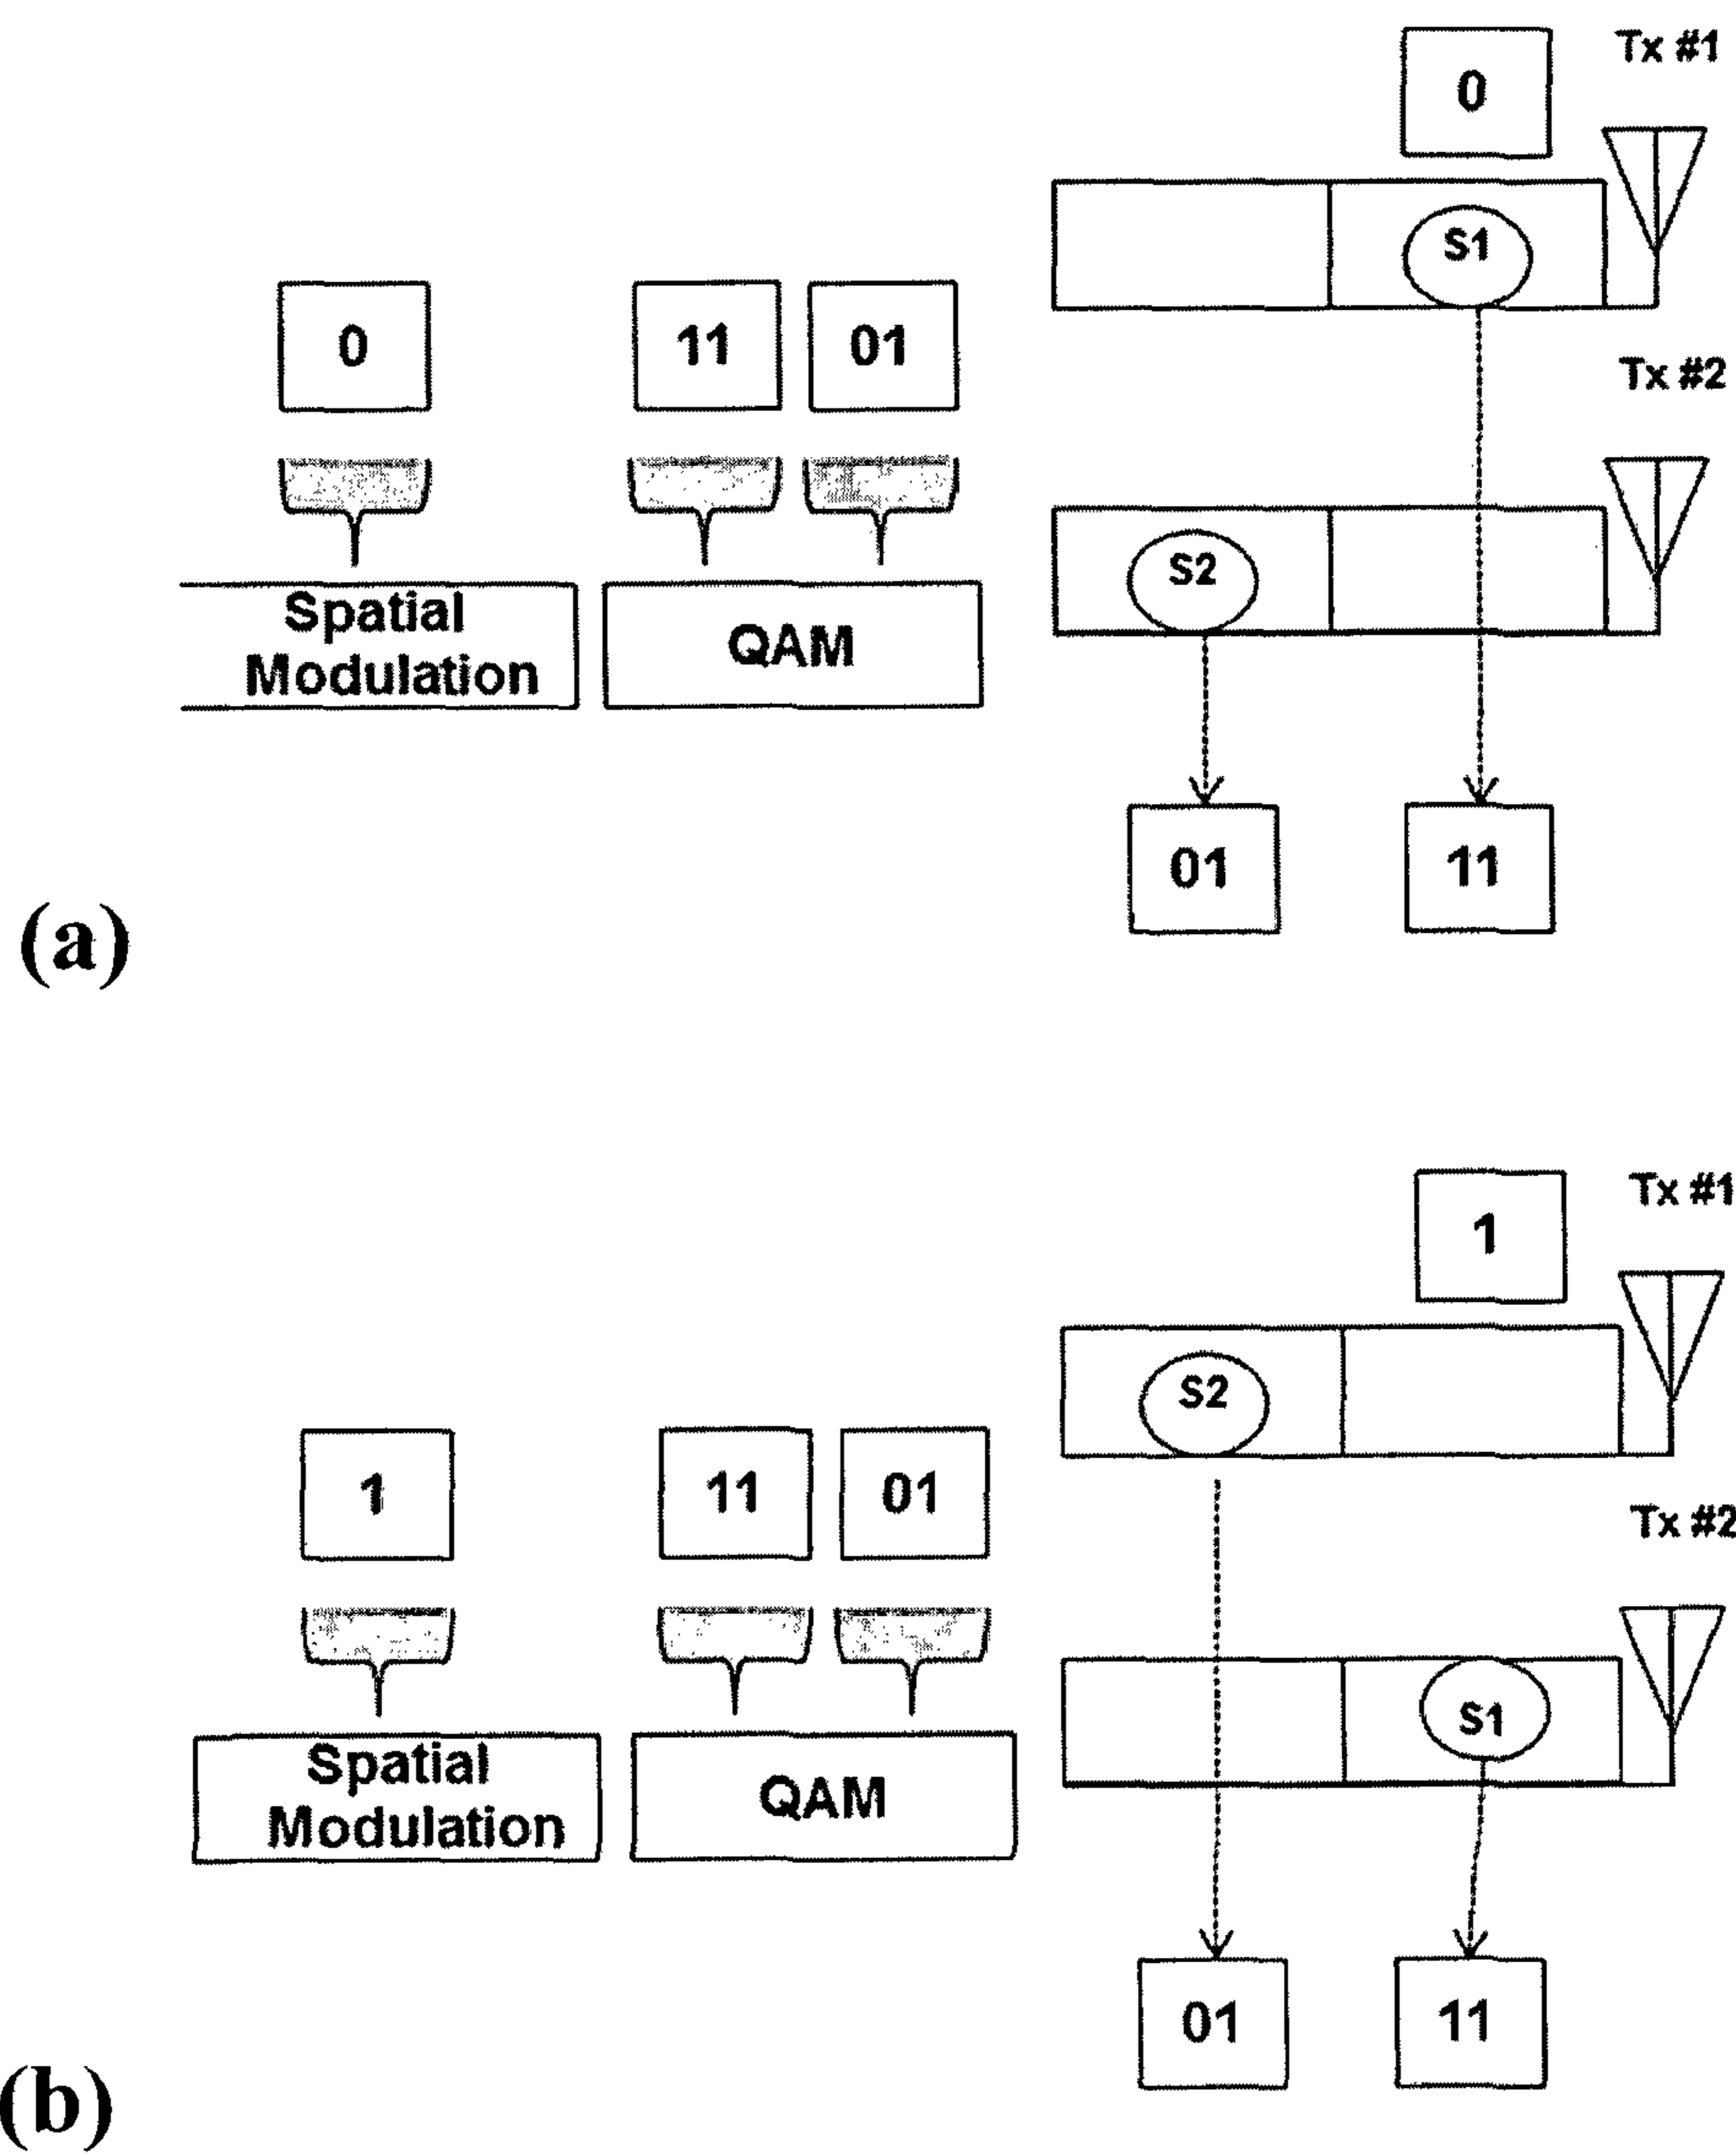 Tx #1
0
S1
0
11
01
Tx #2
S2
Spatial
Modulation
QAM
01
11
(a)
Tx #1
1
S2
1
11
01
Tx #2
S1
Spatial
Modulation
QAM
01
11
(b)